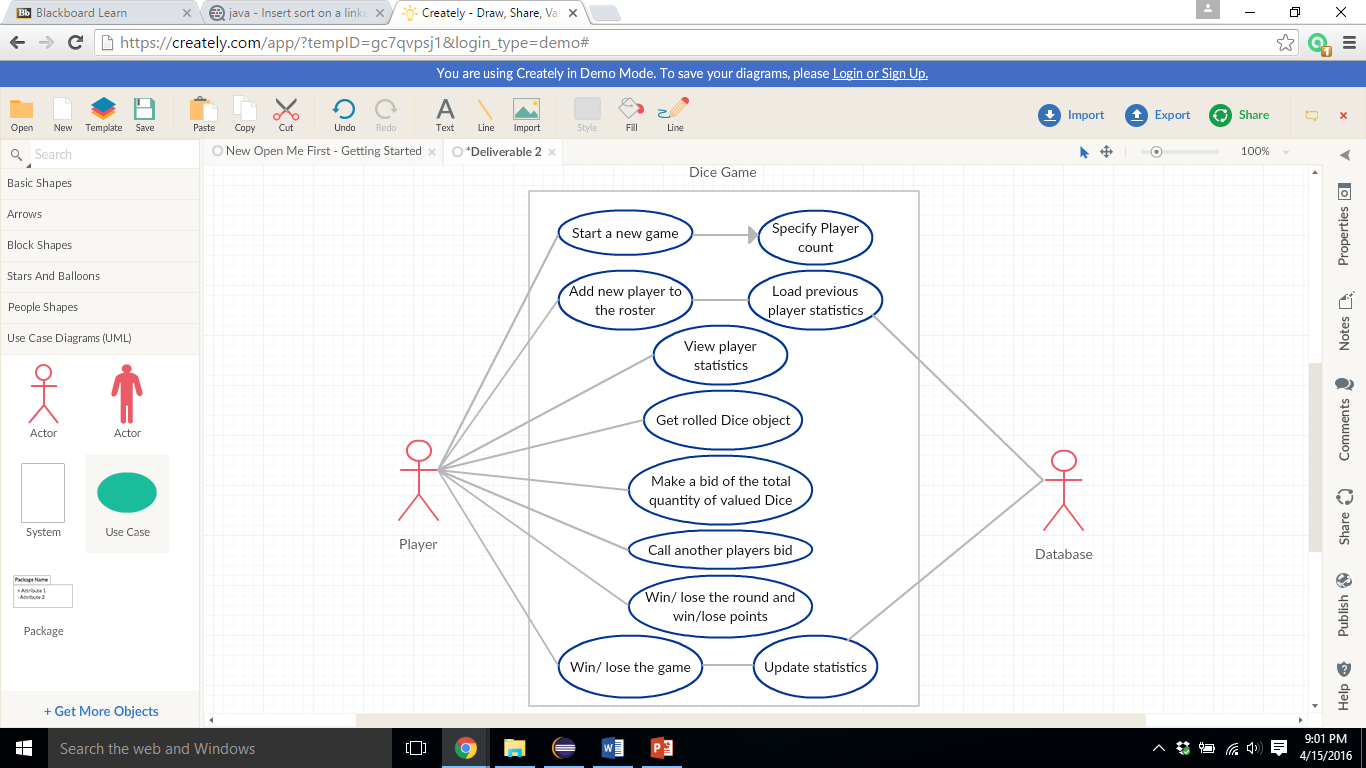 Bb Blackboard Learn
java - Insert sort on a linke
Creately - Draw, Share, Va
https://creately.com/app/?tempID=gc7qvpsj1&login_type=demo#
1
You are using Creately in Demo Mode. To save your diagrams, please Login or Sign Up.
Open
New
Template
Save
Paste
Copy
Cut
Undo
Redo
Text
Line
Import
Style
Fill
Line
Import
Export
Share
Search
New Open Me First - Getting Started
*Deliverable 2
100%
Basic Shapes
Arrows
Block Shapes
Stars And Balloons
People Shapes
Use Case Diagrams (UML)
Actor
Actor
System
Use Case
Package Name
+ Attribute 1
- Attribute 2
Package
+ Get More Objects
Dice Game
Start a new game
Specify Player
count
Add new player to
the roster
Load previous
player statistics
View player
statistics
Get rolled Dice object
Make a bid of the total
quantity of valued Dice
Call another players bid
Win/ lose the round and
win/lose points
Win/ lose the game
Update statistics
Player
Database
Properties
Notes
Comments
Share
Publish
Help
Search the web and Windows
9:01 PM
4/15/2016